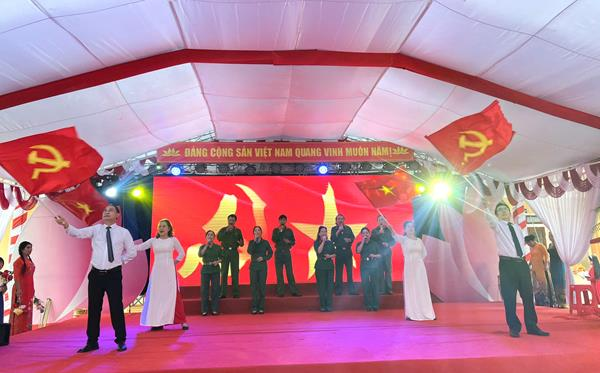 ĐẢNG CỘNG SẢN VIỆT NAM QUANG VINH MUÔN NĂM!